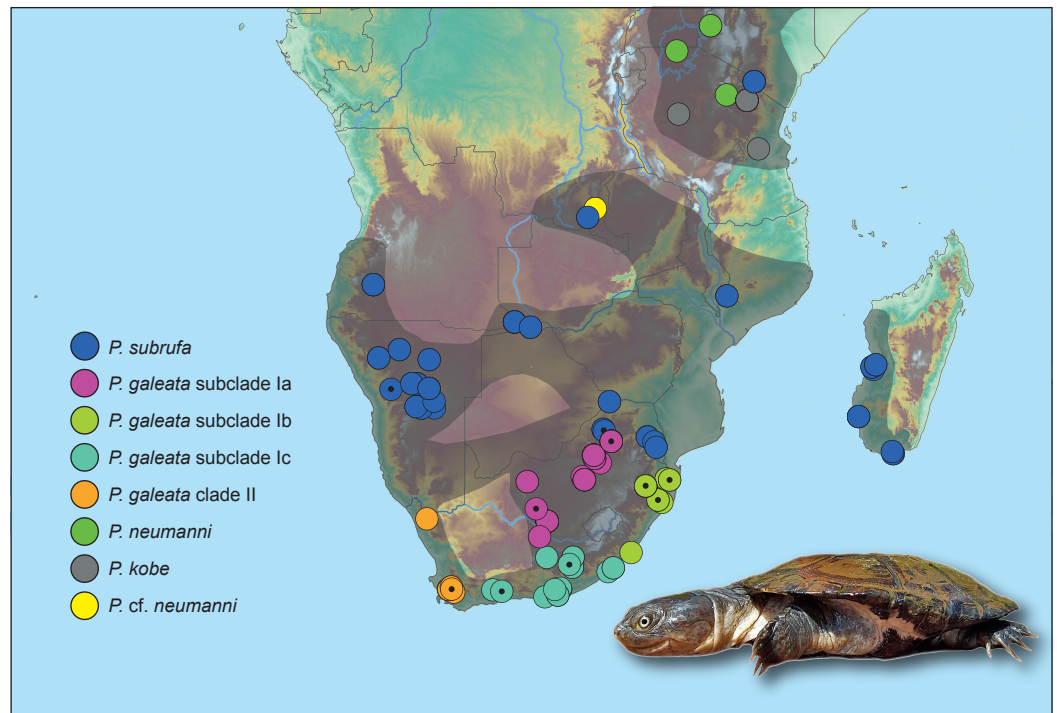 P. subrufa
P. galeata subclade Ia
P. galeata subclade Ib
P. galeata subclade Ic
P. galeata clade II
P. neumanni
P. kobe
P. cf. neumanni